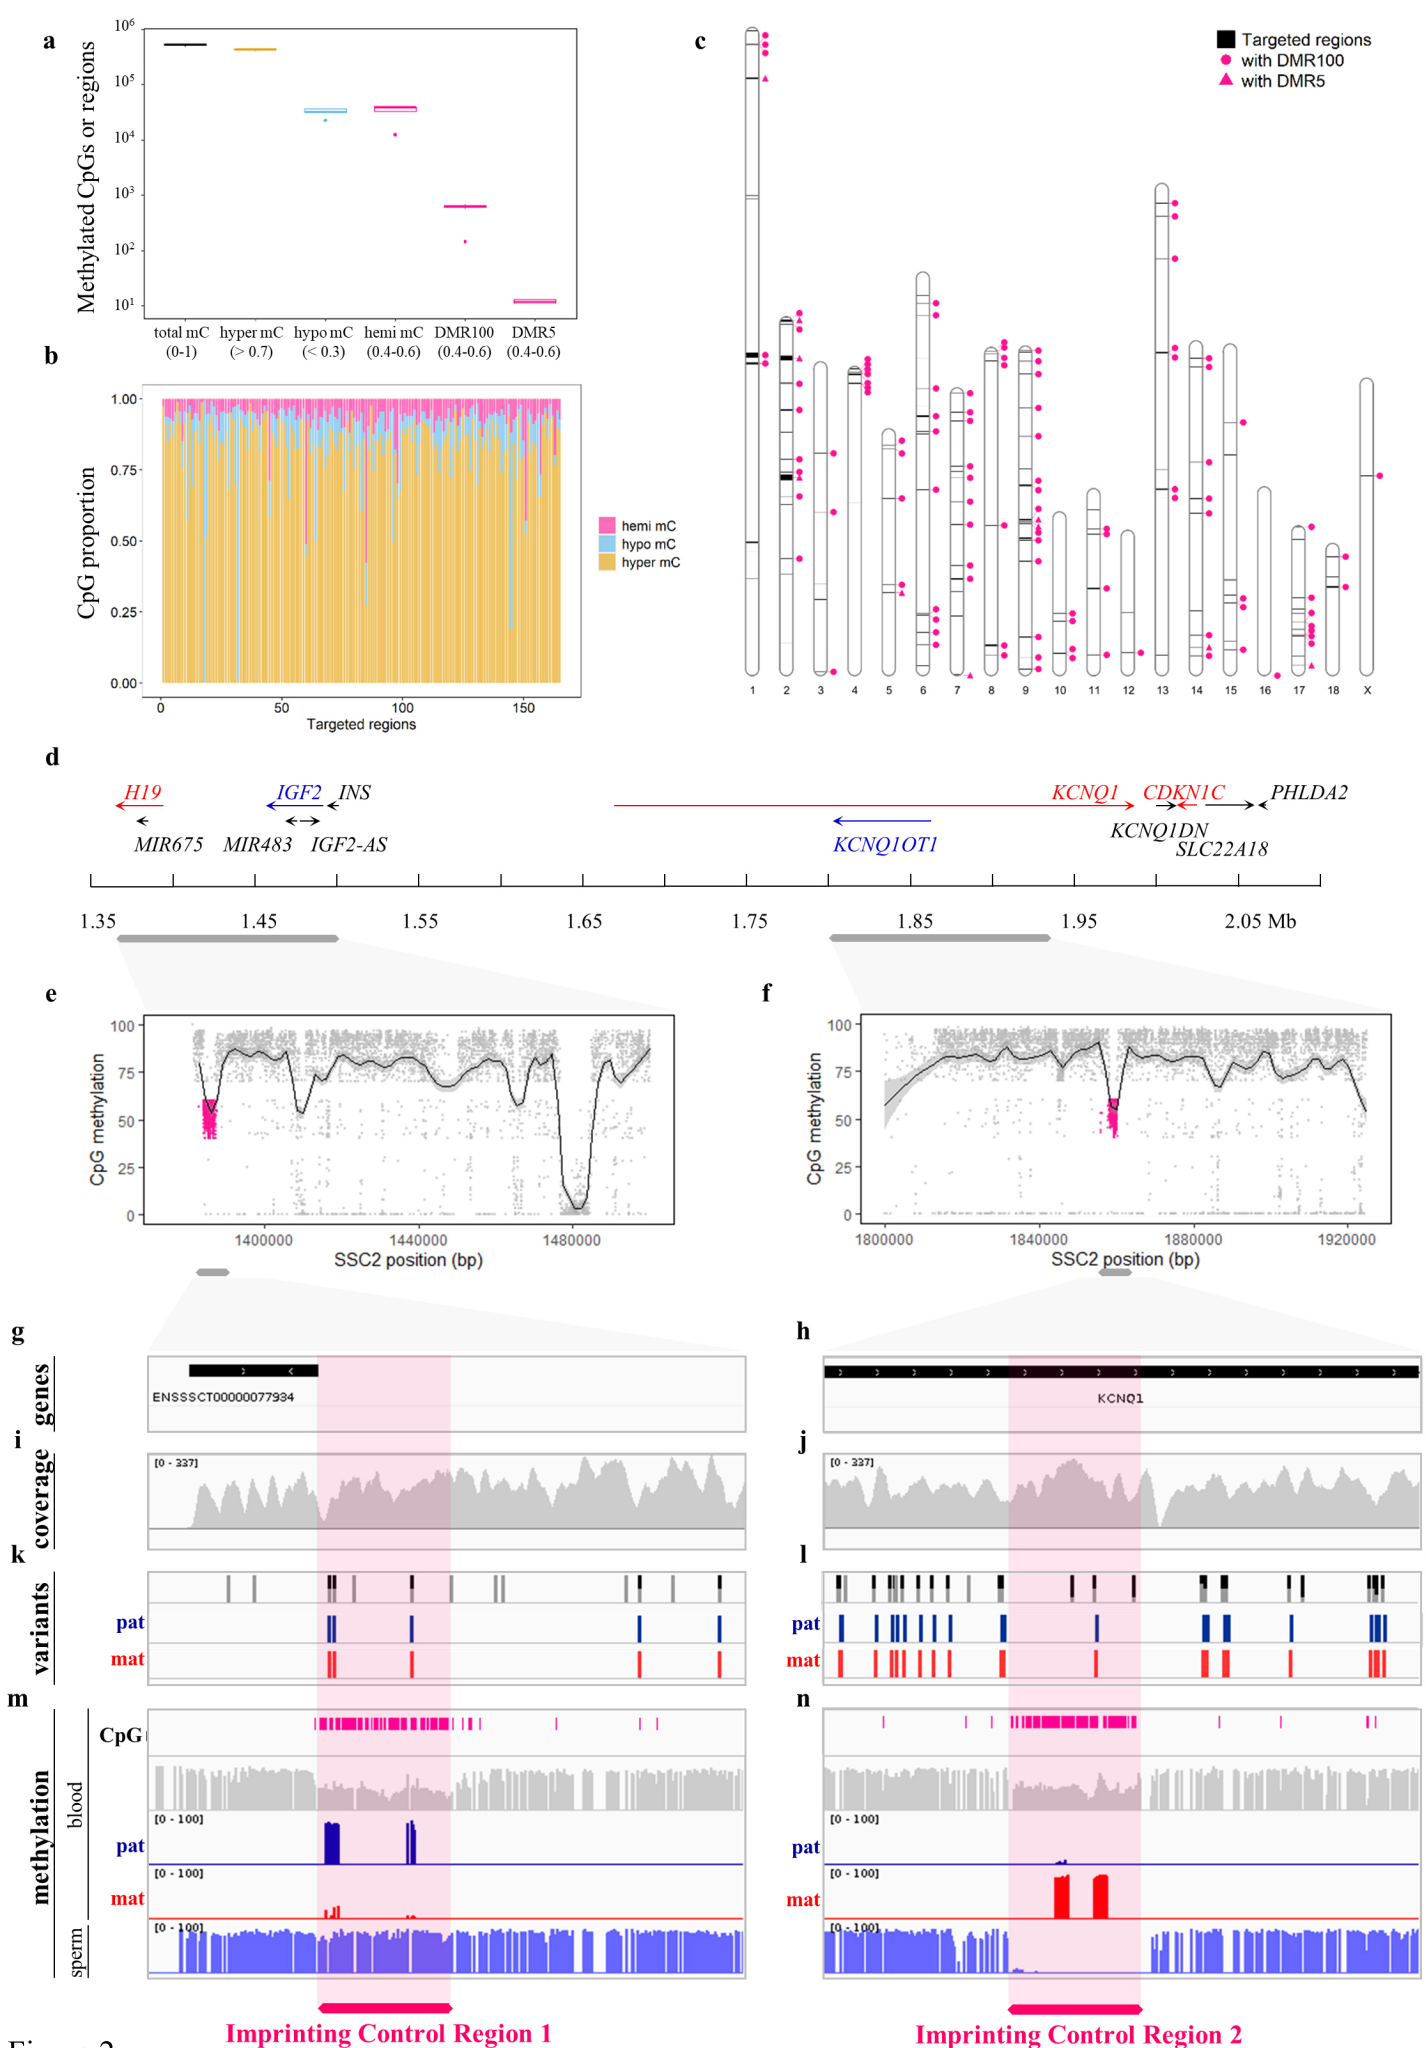 a
10⁶
10⁵
10⁴
10³
10²
10¹
Methylated CpGs or regions
total mC hyper mC hypo mC hemi mC DMR100 DMR5
(0-1) (> 0.7) (< 0.3) (0.4-0.6) (0.4-0.6) (0.4-0.6)
b
1.00
0.75
0.50
0.25
0.00
CpG proportion
0 50 100 150
Targeted regions
hemi mC
hypo mC
hyper mC
c
Targeted regions
with DMR100
with DMR5
1 2 3 4 5 6 7 8 9 10 11 12 13 14 15 16 17 18 X
d
H19 IGF2 INS KCNQ1 CDKN1C PHLDA2
MIR675 MIR483 IGF2-AS KCNQ1OT1 KCNQ1DN
SLC22A18
1.35 1.45 1.55 1.65 1.75 1.85 1.95 2.05 Mb
e
100
75
50
25
0
CpG methylation
1400000 1440000 1480000
SSC2 position (bp)
f
100
75
50
25
0
CpG methylation
1800000 1840000 1880000 1920000
SSC2 position (bp)
g
genes
ENSSSCT00000077934
h
KCNQ1
i
coverage
[0 - 337]
j
[0 - 337]
k
variants
pat
mat
l
pat
mat
m
methylation
blood
CpG
[0 - 100]
pat
[0 - 100]
mat
[0 - 100]
sperm
n
[0 - 100]
pat
[0 - 100]
mat
[0 - 100]
Imprinting Control Region 1
Imprinting Control Region 2